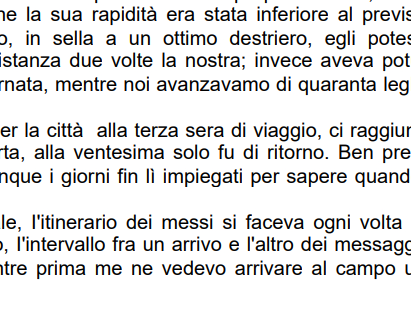 ne la sua rapidità era stata inferiore al previs
o, in sella a un ottimo destriero, egli potes
istanza due volte la nostra; invece aveva pot
rnata, mentre noi avanzavamo di quaranta leg
er la città alla terza sera di viaggio, ci raggiur
rta, alla ventesima solo fu di ritorno. Ben pre
nque i giorni fin lì impiegati per sapere quand
le, l'itinerario dei messi si faceva ogni volta
o, l'intervallo fra un arrivo e l'altro dei messagg
ntre prima me ne vedevo arrivare al campo u